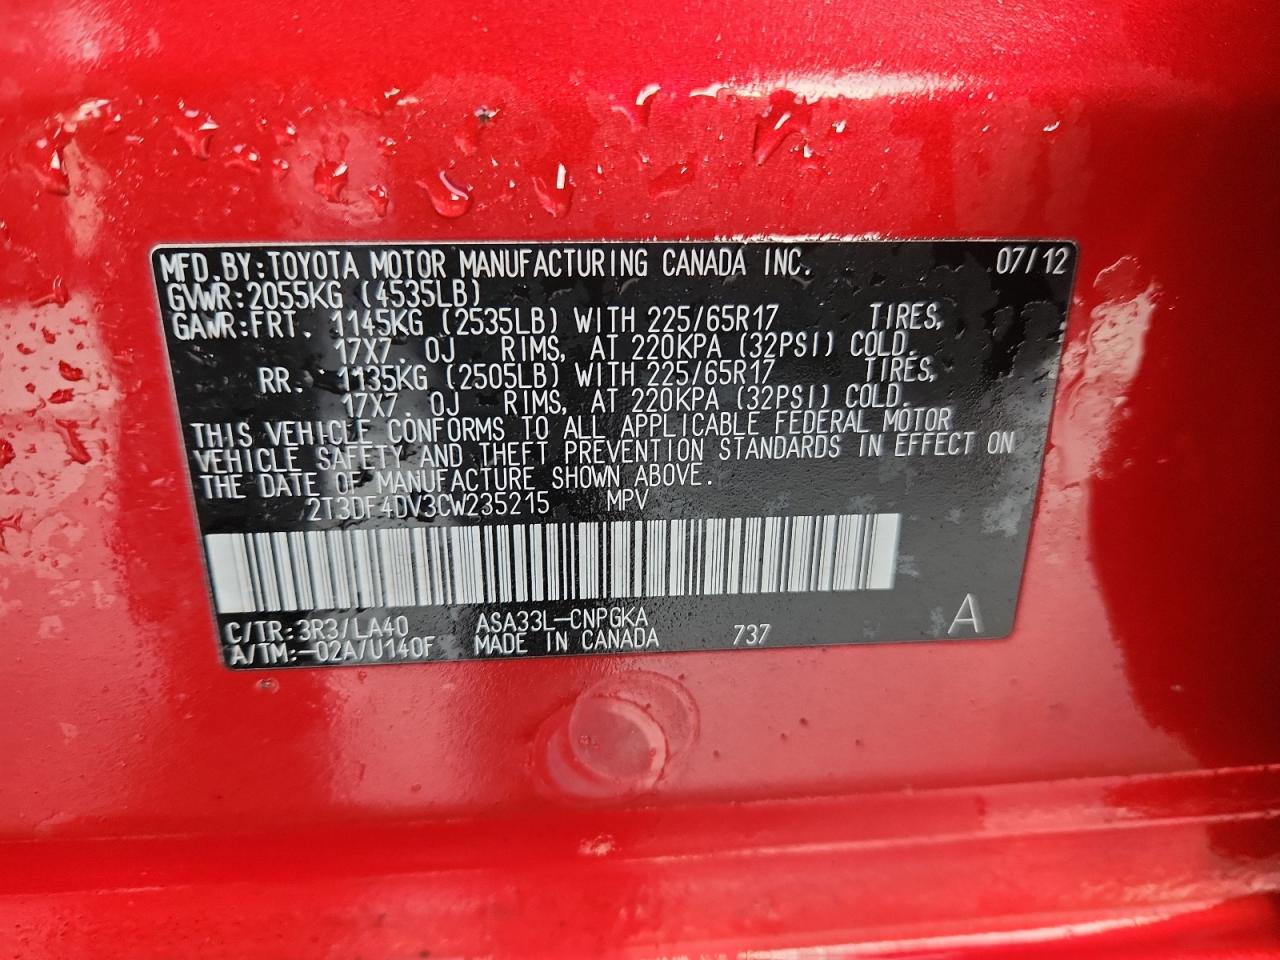 MFD. BY: TOYOTA MOTOR MANUFACTURING CANADA INC. 07/12
GVWR: 2055KG (4535LB)
GAWR: FRT. 1145KG (2535LB) WITH 225/65R17 TIRES,
17X7. 0J RIMS, AT 220KPA (32PSI) COLD.
RR. 1135KG (2505LB) WITH 225/65R17 TIRES,
17X7. 0J RIMS, AT 220KPA (32PSI) COLD.
THIS VEHICLE CONFORMS TO ALL APPLICABLE FEDERAL MOTOR
VEHICLE SAFETY AND THEFT PREVENTION STANDARDS IN EFFECT ON
THE DATE OF MANUFACTURE SHOWN ABOVE.
2T3DF4DV3CW235215 MPV
C/TR: 3R3/LA40 ASA33L-CNPGKA
A/TM:-02A/U140F MADE IN CANADA 737 A